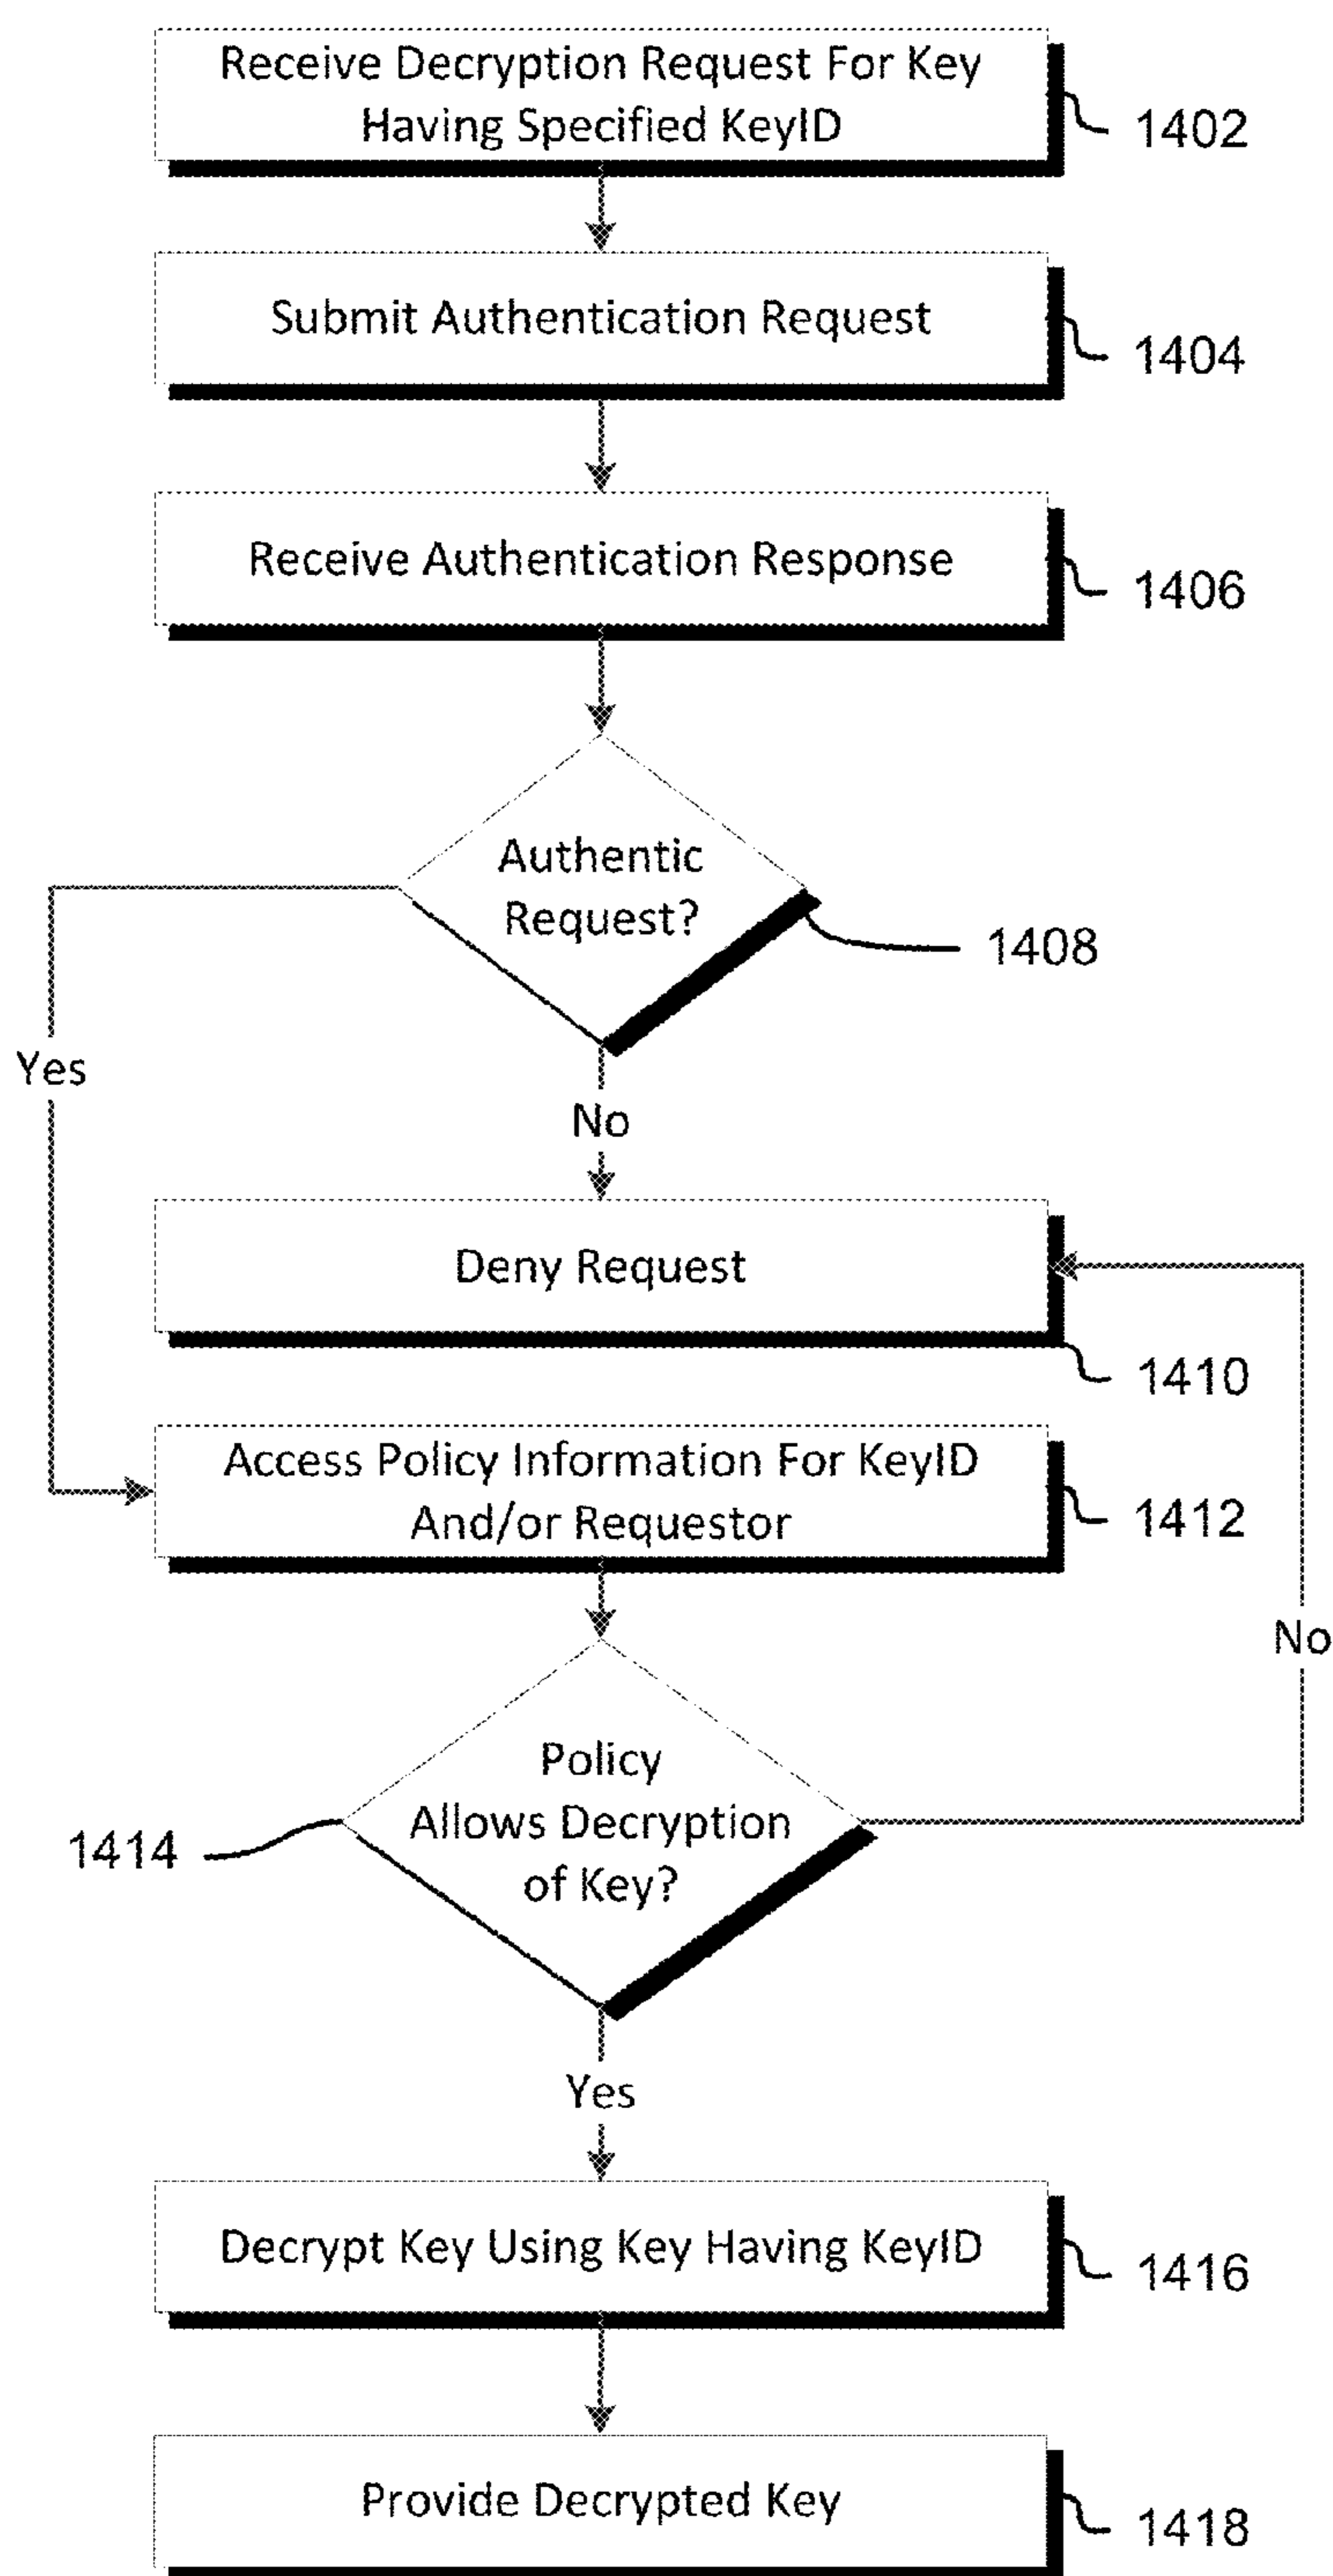 Receive Decryption Request For Key
Having Specified KeyID
1402
Submit Authentication Request
1404
Receive Authentication Response
1406
Authentic
Request?
1408
Yes
No
Deny Request
1410
Access Policy Information For KeyID
And/or Requestor
1412
No
Policy
Allows Decryption
of Key?
1414
Yes
Decrypt Key Using Key Having KeyID
1416
Provide Decrypted Key
1418